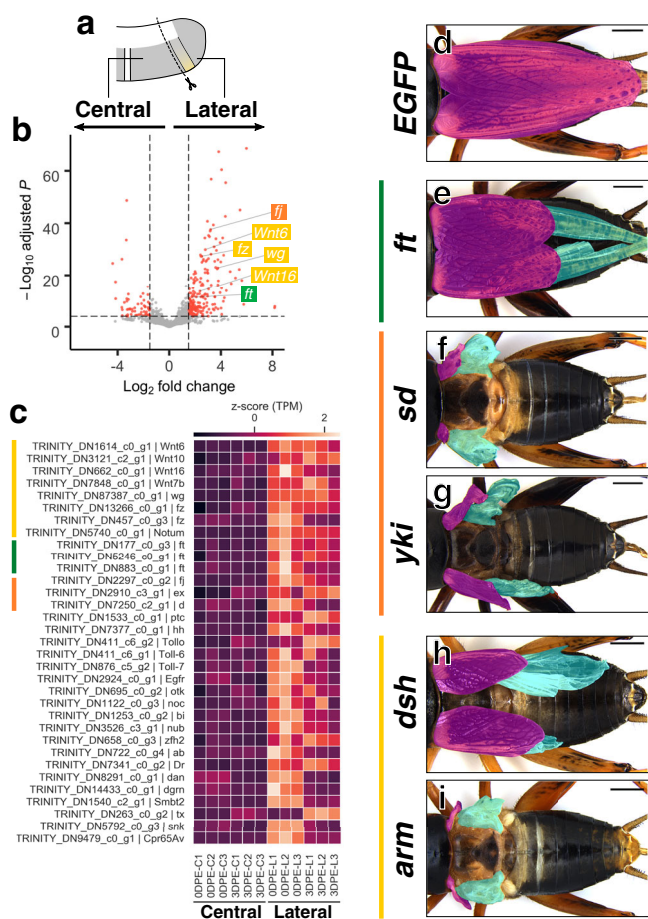 a
Central
Lateral
b
60
40
20
0
− Log10 adjusted P
-4
0
4
8
Log2 fold change
fj
Wnt6
fz
wg
Wnt16
ft
c
z-score (TPM)
0
2
TRINITY_DN1614_c0_g1 | Wnt6
TRINITY_DN3121_c2_g1 | Wnt10
TRINITY_DN662_c0_g1 | Wnt16
TRINITY_DN7848_c0_g1 | Wnt7b
TRINITY_DN87387_c0_g1 | wg
TRINITY_DN13266_c0_g1 | fz
TRINITY_DN457_c0_g3 | fz
TRINITY_DN5740_c0_g1 | Notum
TRINITY_DN177_c0_g3 | ft
TRINITY_DN6246_c0_g1 | ft
TRINITY_DN883_c0_g1 | ft
TRINITY_DN2297_c0_g2 | fj
TRINITY_DN2910_c3_g1 | ex
TRINITY_DN7250_c2_g1 | d
TRINITY_DN1533_c0_g1 | ptc
TRINITY_DN7377_c0_g1 | hh
TRINITY_DN411_c6_g2 | Tollo
TRINITY_DN411_c6_g1 | Toll-6
TRINITY_DN876_c5_g2 | Toll-7
TRINITY_DN2924_c0_g1 | Egfr
TRINITY_DN695_c0_g2 | otk
TRINITY_DN1122_c0_g3 | noc
TRINITY_DN1253_c0_g2 | bi
TRINITY_DN3526_c3_g1 | nub
TRINITY_DN658_c0_g3 | zfh2
TRINITY_DN722_c0_g4 | ab
TRINITY_DN7341_c0_g2 | Dr
TRINITY_DN8291_c0_g1 | dan
TRINITY_DN14433_c0_g1 | dgrn
TRINITY_DN1540_c2_g1 | Smbt2
TRINITY_DN263_c0_g2 | tx
TRINITY_DN5792_c0_g3 | snk
TRINITY_DN9479_c0_g1 | Cpr65Av
0DPE-C1
0DPE-C2
0DPE-C3
3DPE-C1
3DPE-C2
3DPE-C3
0DPE-L1
0DPE-L2
0DPE-L3
3DPE-L1
3DPE-L2
3DPE-L3
Central
Lateral
d
EGFP
e
ft
f
sd
g
yki
h
dsh
i
arm